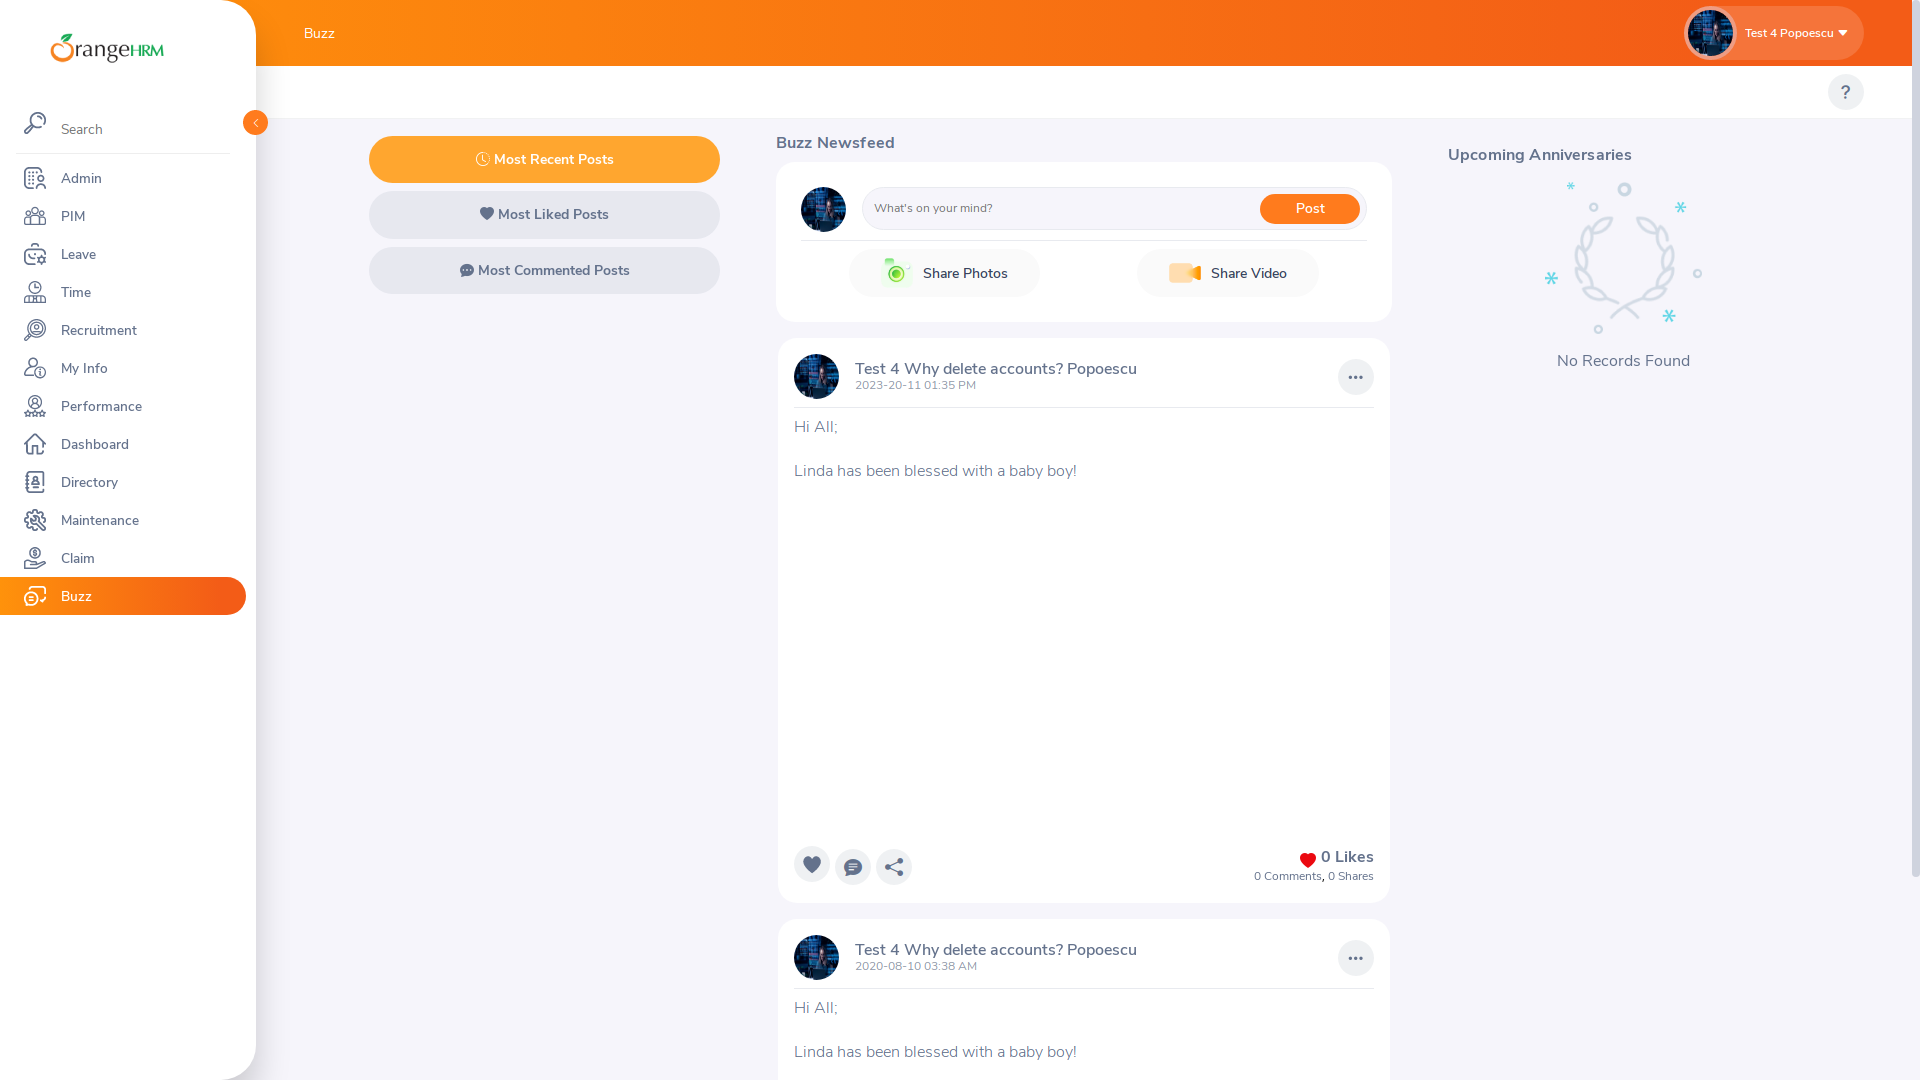 OrangeHRM
Search
Admin
PIM
Leave
Time
Recruitment
My Info
Performance
Dashboard
Directory
Maintenance
Claim
Buzz
Buzz
Test 4 Popoescu
?
Most Recent Posts
Most Liked Posts
Most Commented Posts
Buzz Newsfeed
What's on your mind?
Post
Share Photos
Share Video
Test 4 Why delete accounts? Popoescu
2023-20-11 01:35 PM
Hi All;
Linda has been blessed with a baby boy!
0 Likes
0 Comments, 0 Shares
Test 4 Why delete accounts? Popoescu
2020-08-10 03:38 AM
Hi All;
Linda has been blessed with a baby boy!
Upcoming Anniversaries
No Records Found